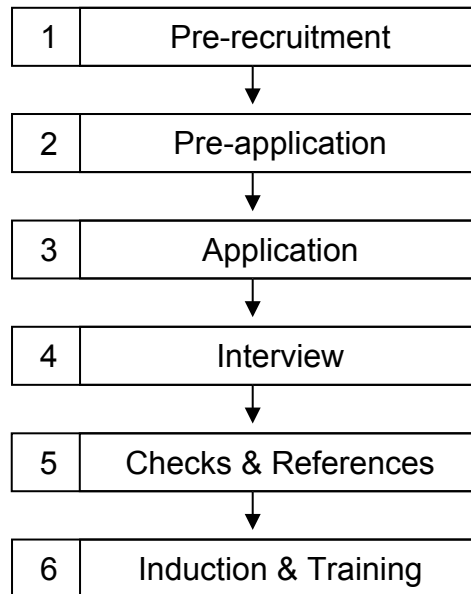 1 Pre-recruitment
2 Pre-application
3 Application
4 Interview
5 Checks & References
6 Induction & Training